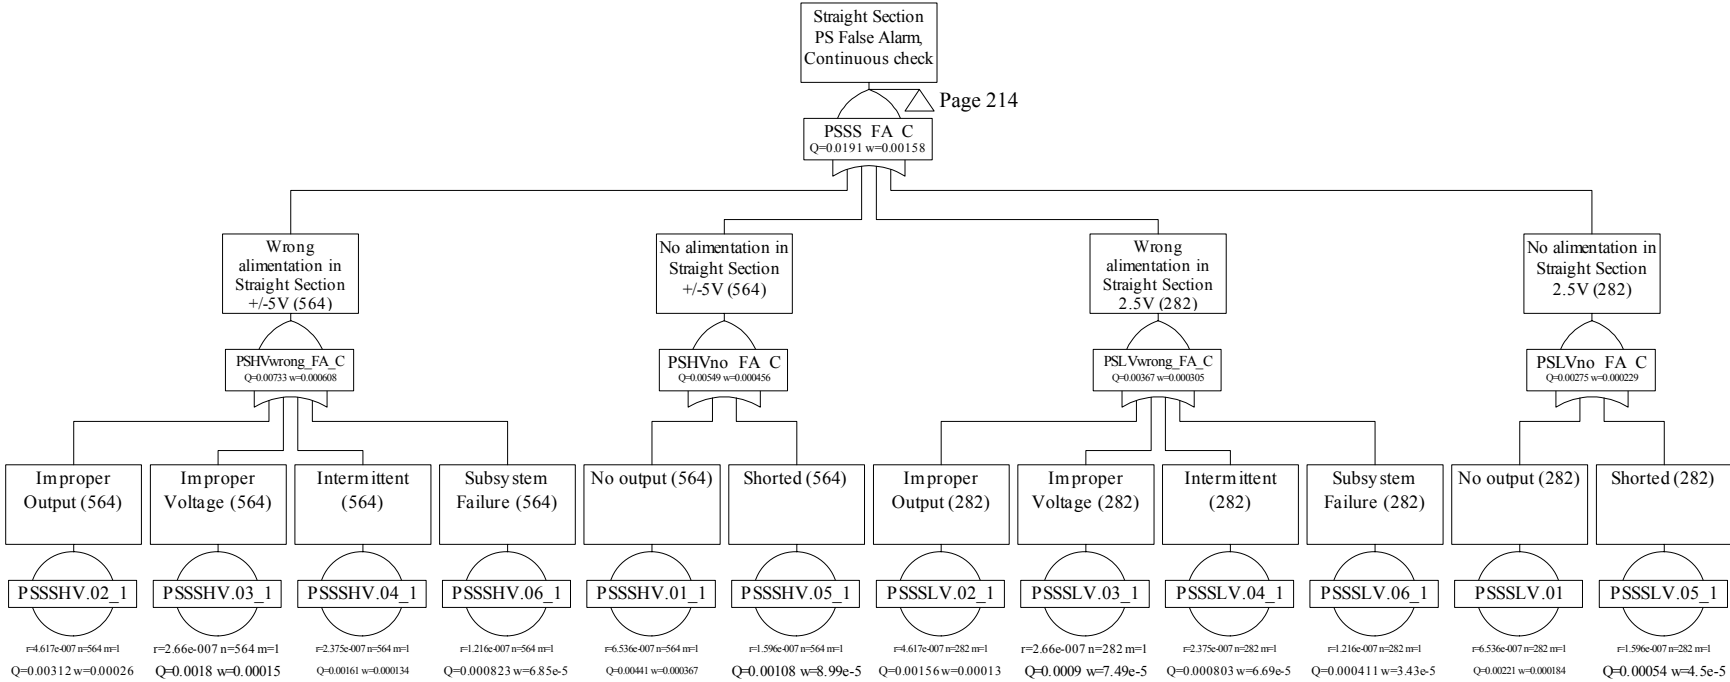 Straight Section
PS False Alarm,
Continuous check
Page 214
PSSS_FA_C
Q=0.0191 w=0.00158
Wrong
alimentation in
Straight Section
+/-5V (564)
No alimentation in
Straight Section
+/-5V (564)
Wrong
alimentation in
Straight Section
2.5V (282)
No alimentation in
Straight Section
2.5V (282)
PSHVwrong_FA_C
Q=0.00733 w=0.000608
PSHVno_FA_C
Q=0.00549 w=0.000456
PSLVwrong_FA_C
Q=0.00367 w=0.000305
PSLVno_FA_C
Q=0.00275 w=0.000229
Improper
Output (564)
Improper
Voltage (564)
Intermittent
(564)
Subsystem
Failure (564)
No output (564)
Shorted (564)
Improper
Output (282)
Improper
Voltage (282)
Intermittent
(282)
Subsystem
Failure (282)
No output (282)
Shorted (282)
PSSSHV.02_1
PSSSHV.03_1
PSSSHV.04_1
PSSSHV.06_1
PSSSHV.01_1
PSSSHV.05_1
PSSSLV.02_1
PSSSLV.03_1
PSSSLV.04_1
PSSSLV.06_1
PSSSLV.01
PSSSLV.05_1
r=4.617e-007 n=564 m=1
r=2.66e-007 n=564 m=1
r=2.375e-007 n=564 m=1
r=1.216e-007 n=564 m=1
r=6.536e-007 n=564 m=1
r=1.596e-007 n=564 m=1
r=4.617e-007 n=282 m=1
r=2.66e-007 n=282 m=1
r=2.375e-007 n=282 m=1
r=1.216e-007 n=282 m=1
r=6.536e-007 n=282 m=1
r=1.596e-007 n=282 m=1
Q=0.00312 w=0.00026
Q=0.0018 w=0.00015
Q=0.00161 w=0.000134
Q=0.000823 w=6.85e-5
Q=0.00441 w=0.000367
Q=0.00108 w=8.99e-5
Q=0.00156 w=0.00013
Q=0.0009 w=7.49e-5
Q=0.000803 w=6.69e-5
Q=0.000411 w=3.43e-5
Q=0.00221 w=0.000184
Q=0.00054 w=4.5e-5